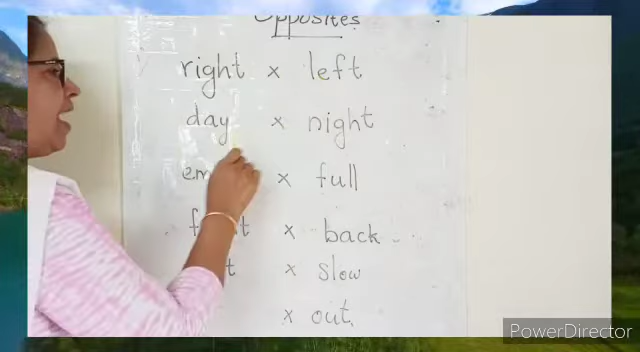 Opposites
right x left
day x night
x full
x back
x slow
x out
PowerDirector